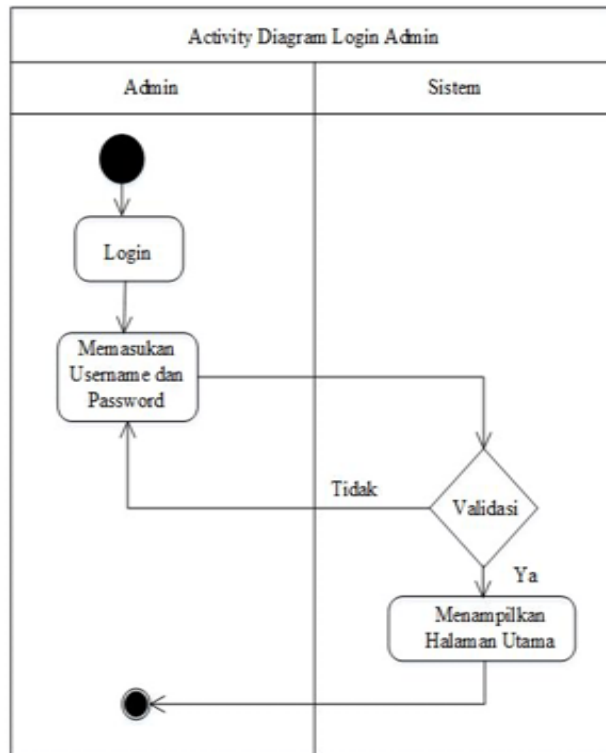 Activity Diagram Login Admin
Admin
Sistem
Login
Memasukan
Username dan
Password
Tidak
Validasi
Ya
Menampilkan
Halaman Utama